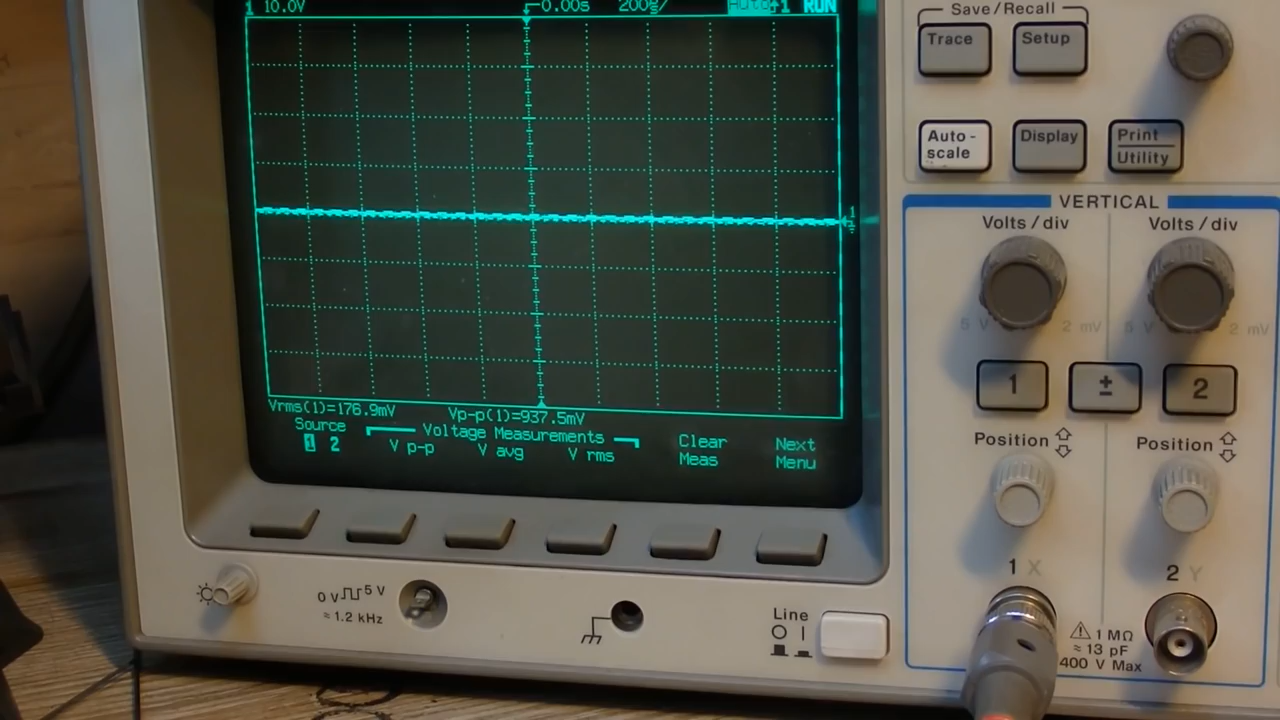 1 10.0V 0.00s 200g/ Auto 1 RUN
1
Vrms(1)=176.9mV Vp-p(1)=937.5mV
Source Voltage Measurements Clear Next
1 2 V p-p V avg V rms Meas Menu
0 V 5 V
≈ 1.2 kHz
Line
O I
Save/Recall
Trace Setup
Auto-
scale
Display
Print
Utility
VERTICAL
Volts / div Volts / div
5 V 2 mV 5 V 2 mV
1 ± 2
Position Position
1 X 2 Y
1 MΩ
≈ 13 pF
400 V Max